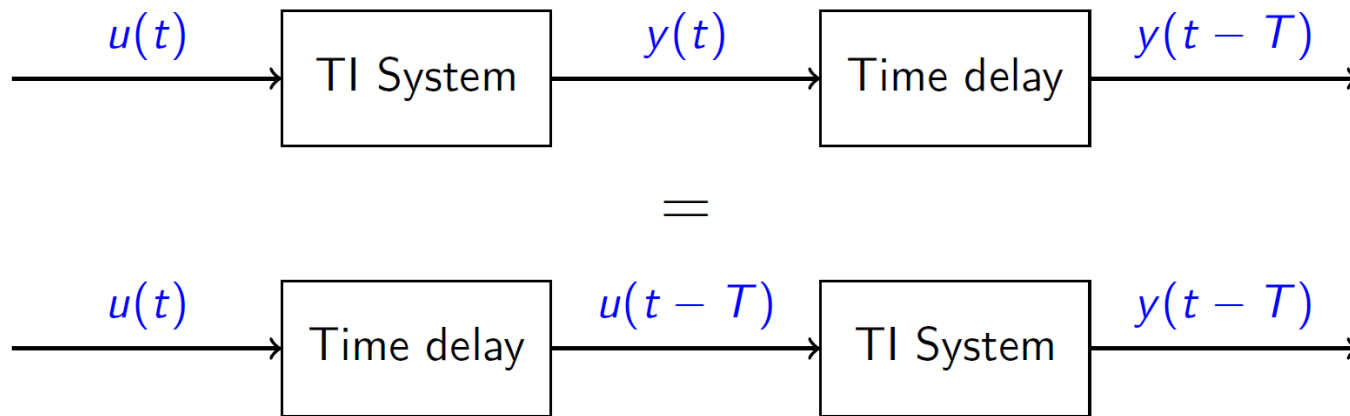 u(t) TI System y(t) Time delay y(t − T)
=
u(t) Time delay u(t − T) TI System y(t − T)